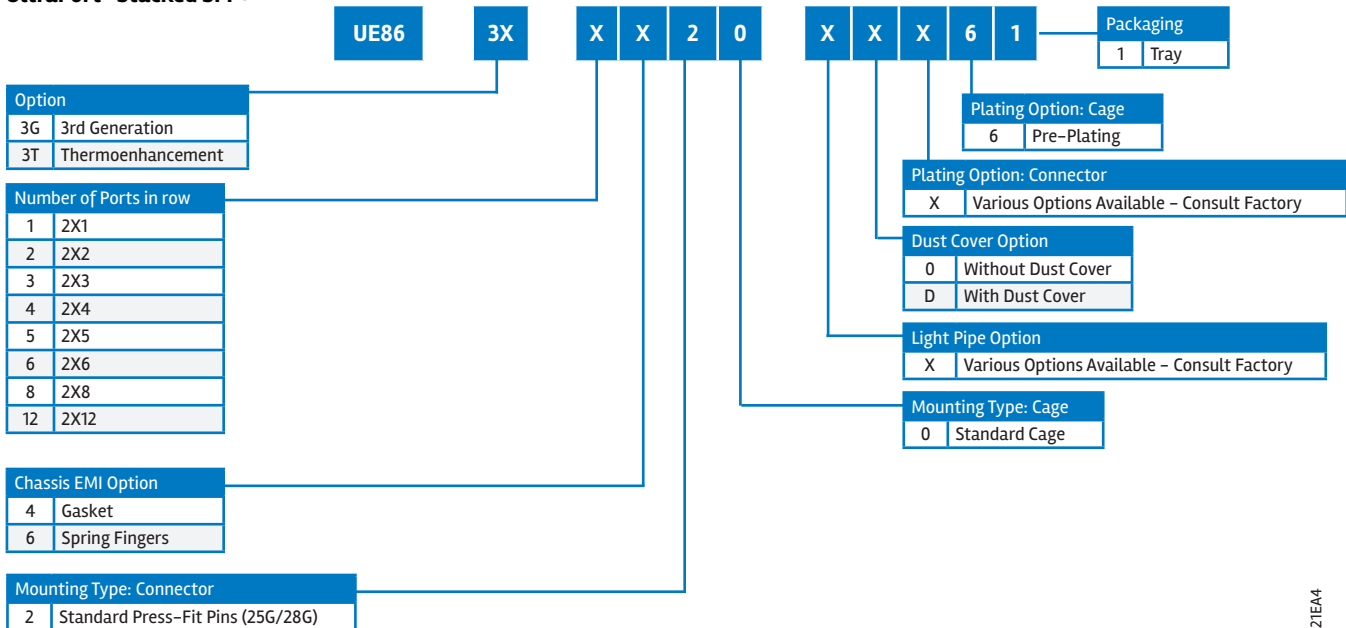 UE86 3X X X 2 0 X X X 6 1
Packaging
1 Tray
Option
3G 3rd Generation
3T Thermoenhancement
Plating Option: Cage
6 Pre-Plating
Plating Option: Connector
X Various Options Available - Consult Factory
Number of Ports in row
1 2X1
2 2X2
3 2X3
4 2X4
5 2X5
6 2X6
8 2X8
12 2X12
Dust Cover Option
0 Without Dust Cover
D With Dust Cover
Light Pipe Option
X Various Options Available - Consult Factory
Mounting Type: Cage
0 Standard Cage
Chassis EMI Option
4 Gasket
6 Spring Fingers
Mounting Type: Connector
2 Standard Press-Fit Pins (25G/28G)
21EA4